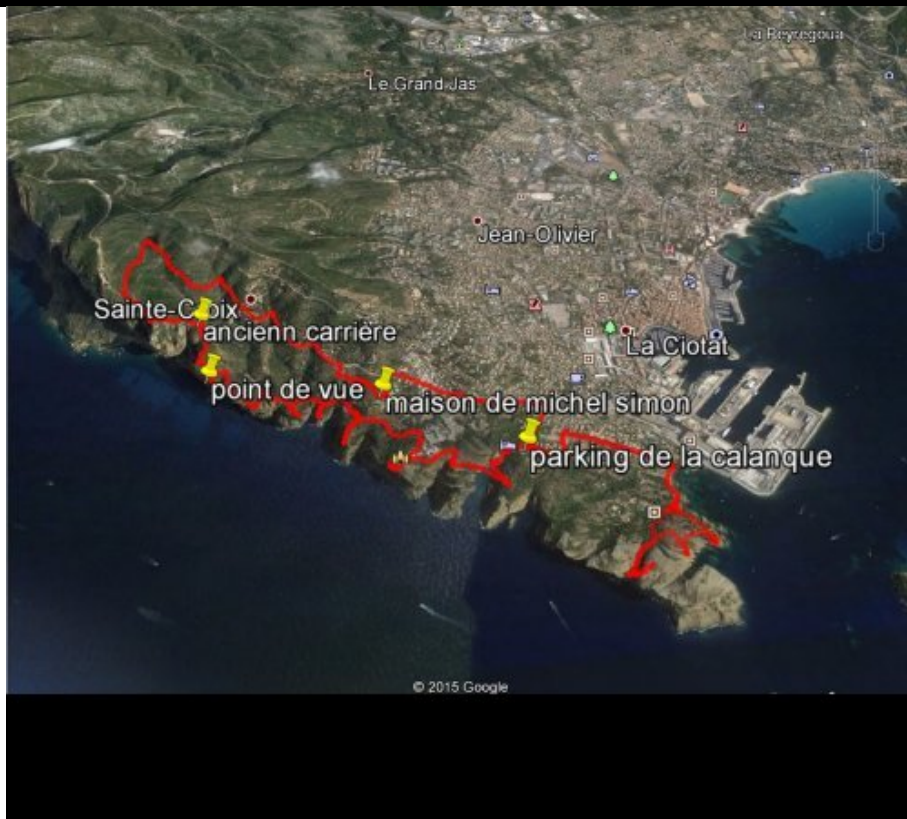 La Peyregoua
Le Grand Jas
Jean-Olivier
Sainte-Croix
ancienn carrière
La Ciotat
point de vue
maison de michel simon
parking de la calanque
© 2015 Google